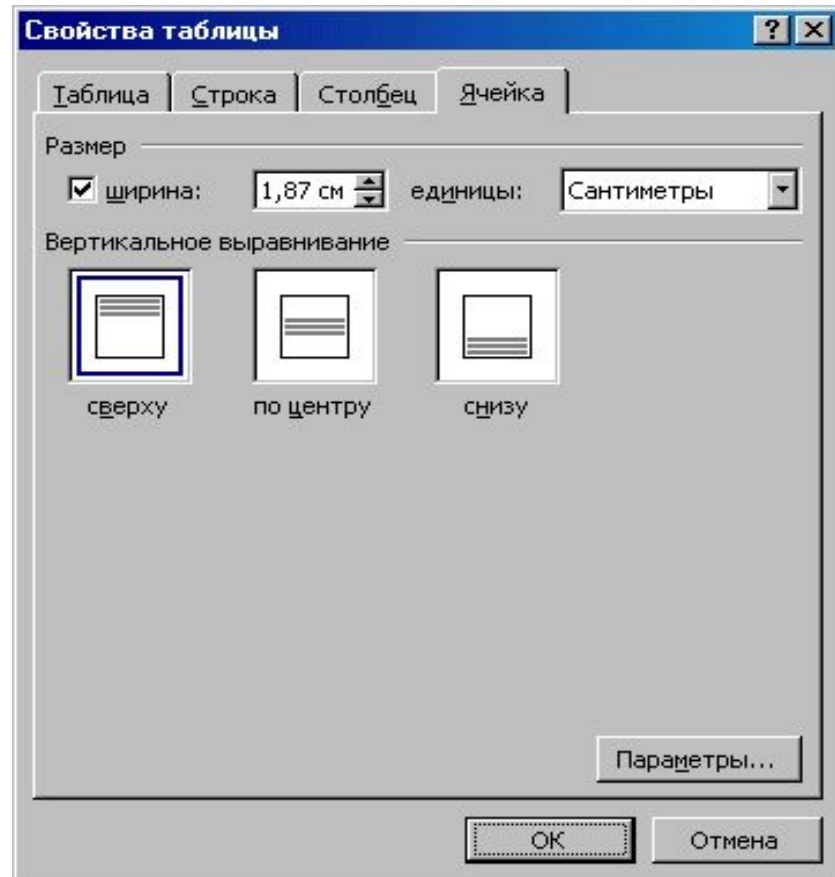 Свойства таблицы
Таблица Строка Столбец Ячейка
Размер
ширина: 1,87 см единицы: Сантиметры
Вертикальное выравнивание
сверху по центру снизу
Параметры...
ОК Отмена